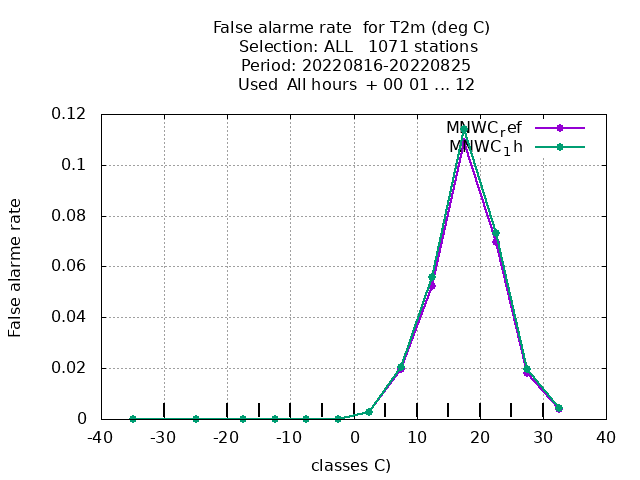 False alarme rate  for T2m (deg C)
Selection: ALL   1071 stations
Period: 20220816-20220825
Used  All hours  + 00 01 ... 12
MNWCref
MNWC1h
False alarme rate
0.12
0.1
0.08
0.06
0.04
0.02
0
-40 -30 -20 -10 0 10 20 30 40
classes C)